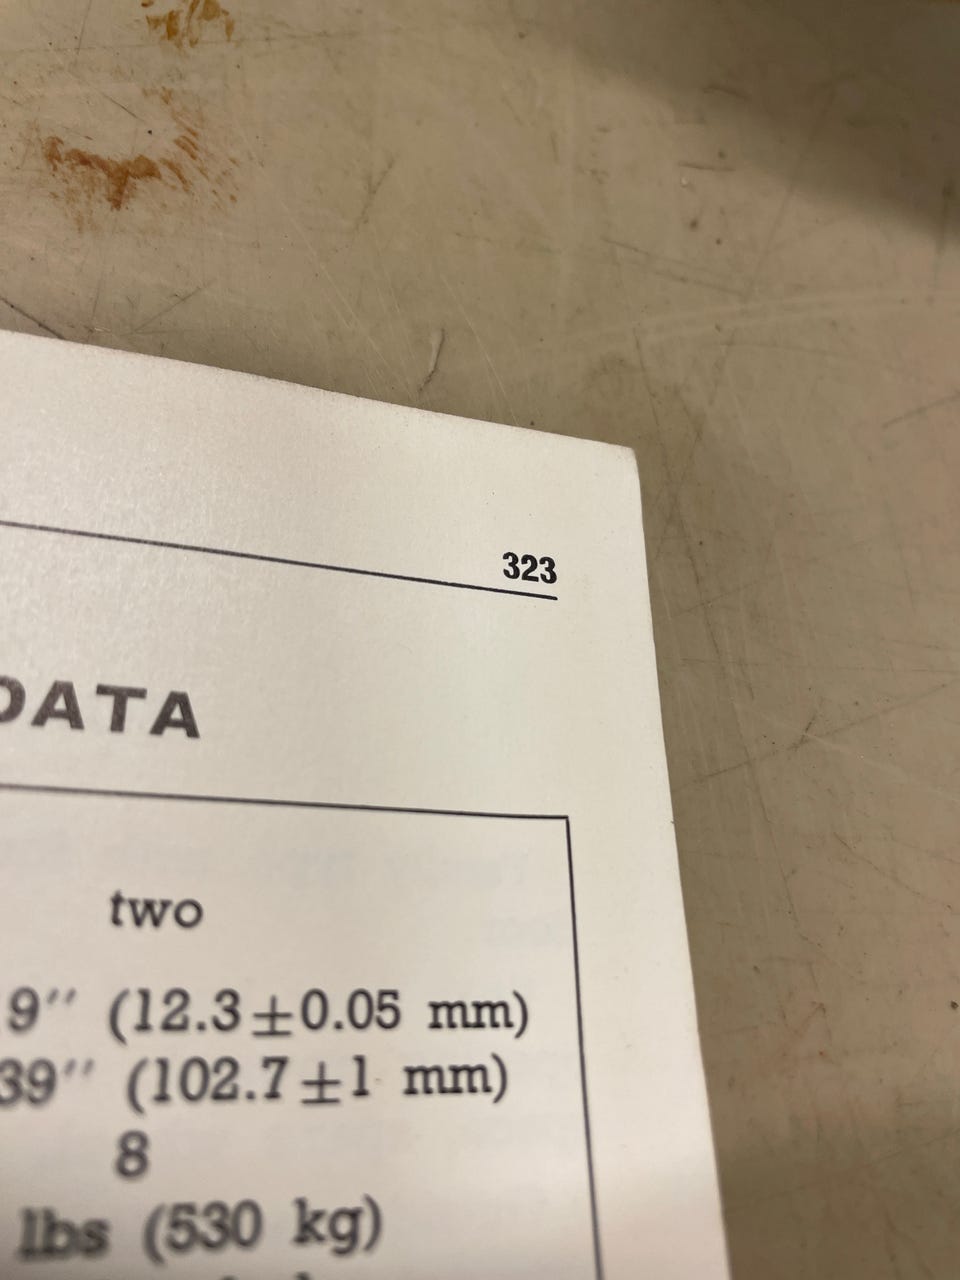 323
DATA
two
9″ (12.3±0.05 mm)
39″ (102.7±1 mm)
8
lbs (530 kg)